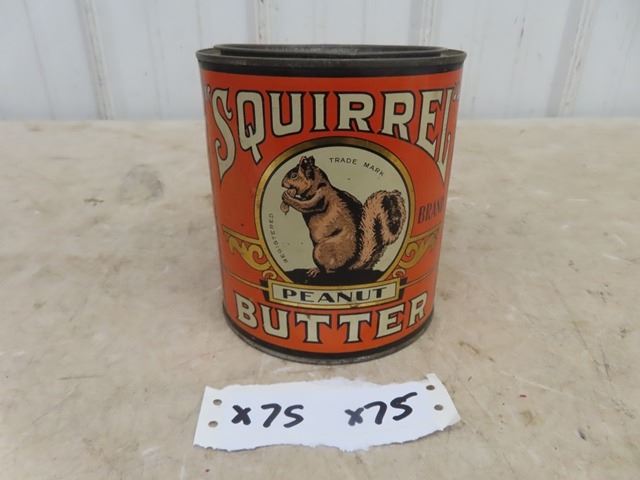 "SQUIRREL"
TRADE MARK
BRAND
REGISTERED
PEANUT
BUTTER
x75 x75